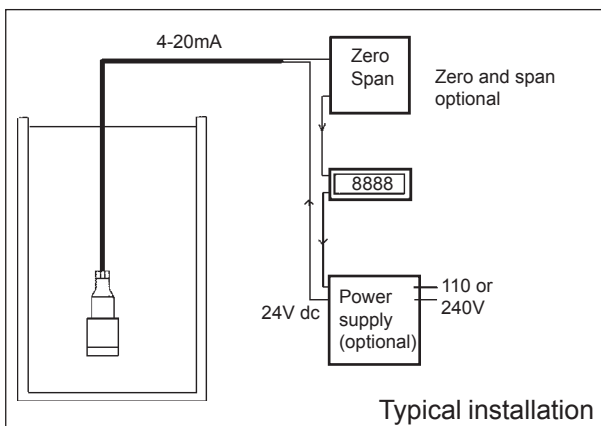 4-20mA
Zero
Span
Zero and span
optional
8888
24V dc
Power
supply
(optional)
110 or
240V
Typical installation